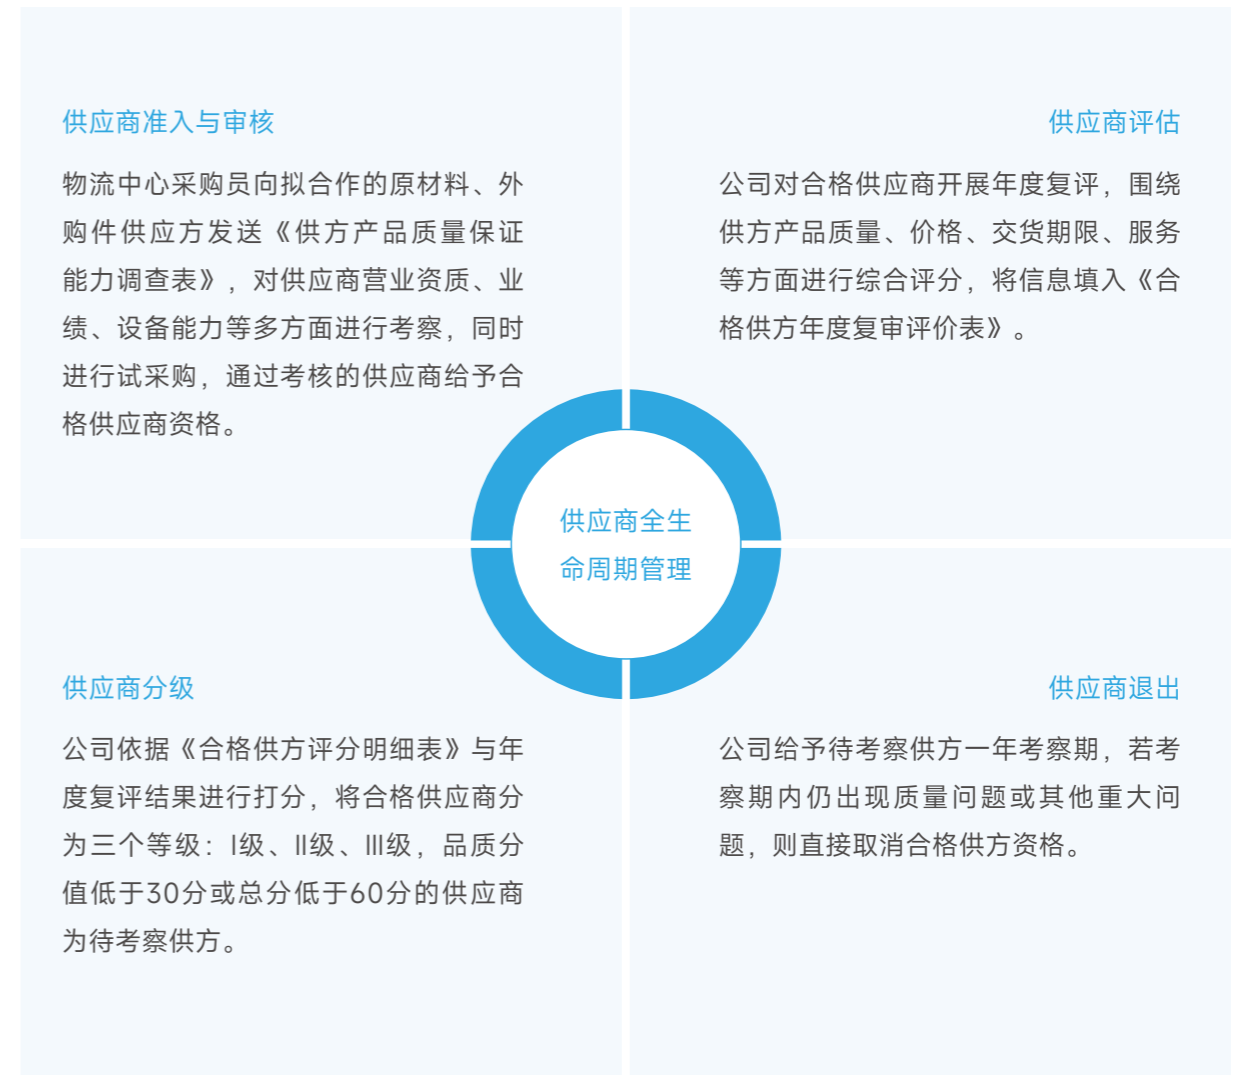 供应商准入与审核
物流中心采购员向拟合作的原材料、外
购件供应方发送《供方产品质量保证
能力调查表》，对供应商营业资质、业
绩、设备能力等多方面进行考察，同时
进行试采购，通过考核的供应商给予合
格供应商资格。
供应商评估
公司对合格供应商开展年度复评，围绕
供方产品质量、价格、交货期限、服务
等方面进行综合评分，将信息填入《合
格供方年度复审评价表》。
供应商全生
命周期管理
供应商分级
公司依据《合格供方评分明细表》与年
度复评结果进行打分，将合格供应商分
为三个等级：I级、II级、III级，品质分
值低于30分或总分低于60分的供应商
为待考察供方。
供应商退出
公司给予待考察供方一年考察期，若考
察期内仍出现质量问题或其他重大问
题，则直接取消合格供方资格。